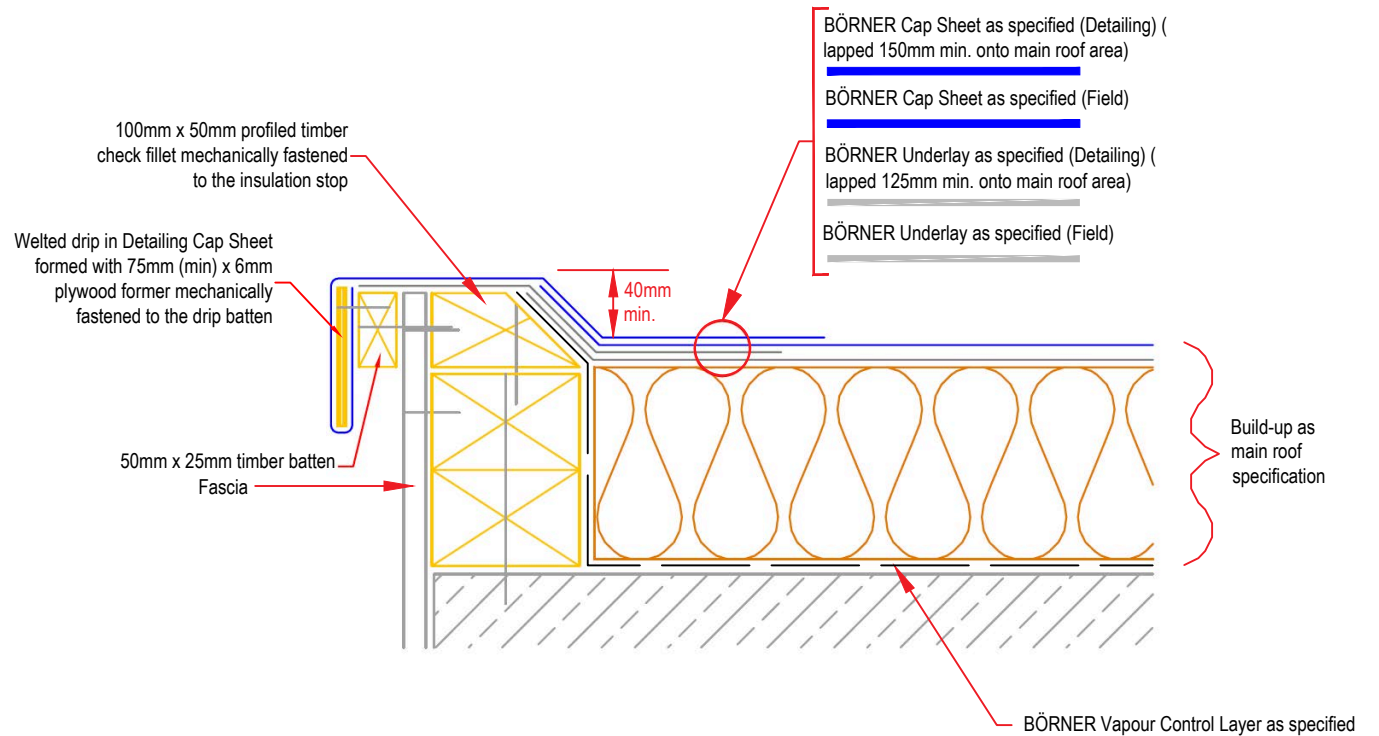 BÖRNER Cap Sheet as specified (Detailing) (
lapped 150mm min. onto main roof area)
BÖRNER Cap Sheet as specified (Field)
BÖRNER Underlay as specified (Detailing) (
lapped 125mm min. onto main roof area)
BÖRNER Underlay as specified (Field)
100mm x 50mm profiled timber
check fillet mechanically fastened
to the insulation stop
Welted drip in Detailing Cap Sheet
formed with 75mm (min) x 6mm
plywood former mechanically
fastened to the drip batten
40mm
min.
50mm x 25mm timber batten
Fascia
Build-up as
main roof
specification
BÖRNER Vapour Control Layer as specified